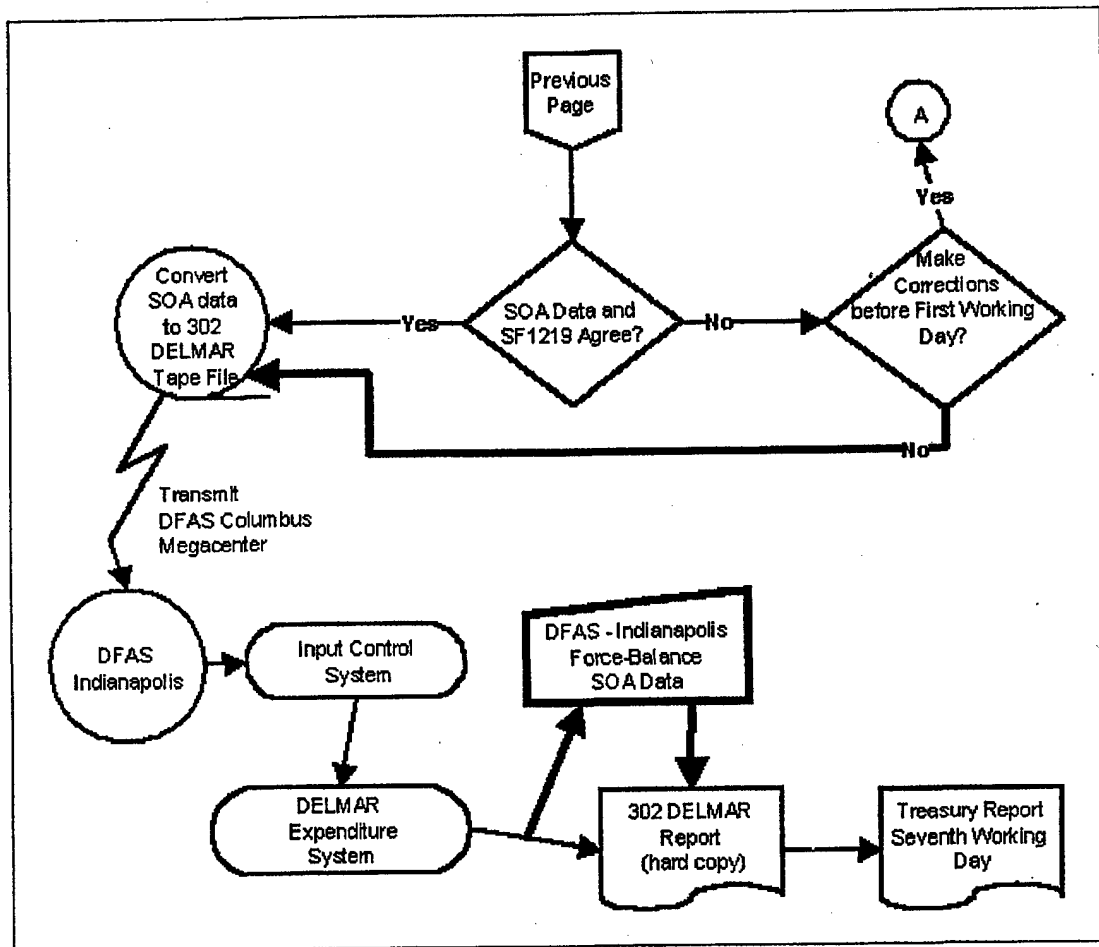 Previous
Page
A
Yes
Make
Corrections
before First Working
Day?
SOA Data and
SF1219 Agree?
Yes
No
Convert
SOA data
to 302
DELMAR
Tape File
No
Transmit
DFAS Columbus
Megacenter
DFAS
Indianapolis
Input Control
System
DFAS - Indianapolis
Force-Balance
SOA Data
DELMAR
Expenditure
System
302 DELMAR
Report
(hard copy)
Treasury Report
Seventh Working
Day